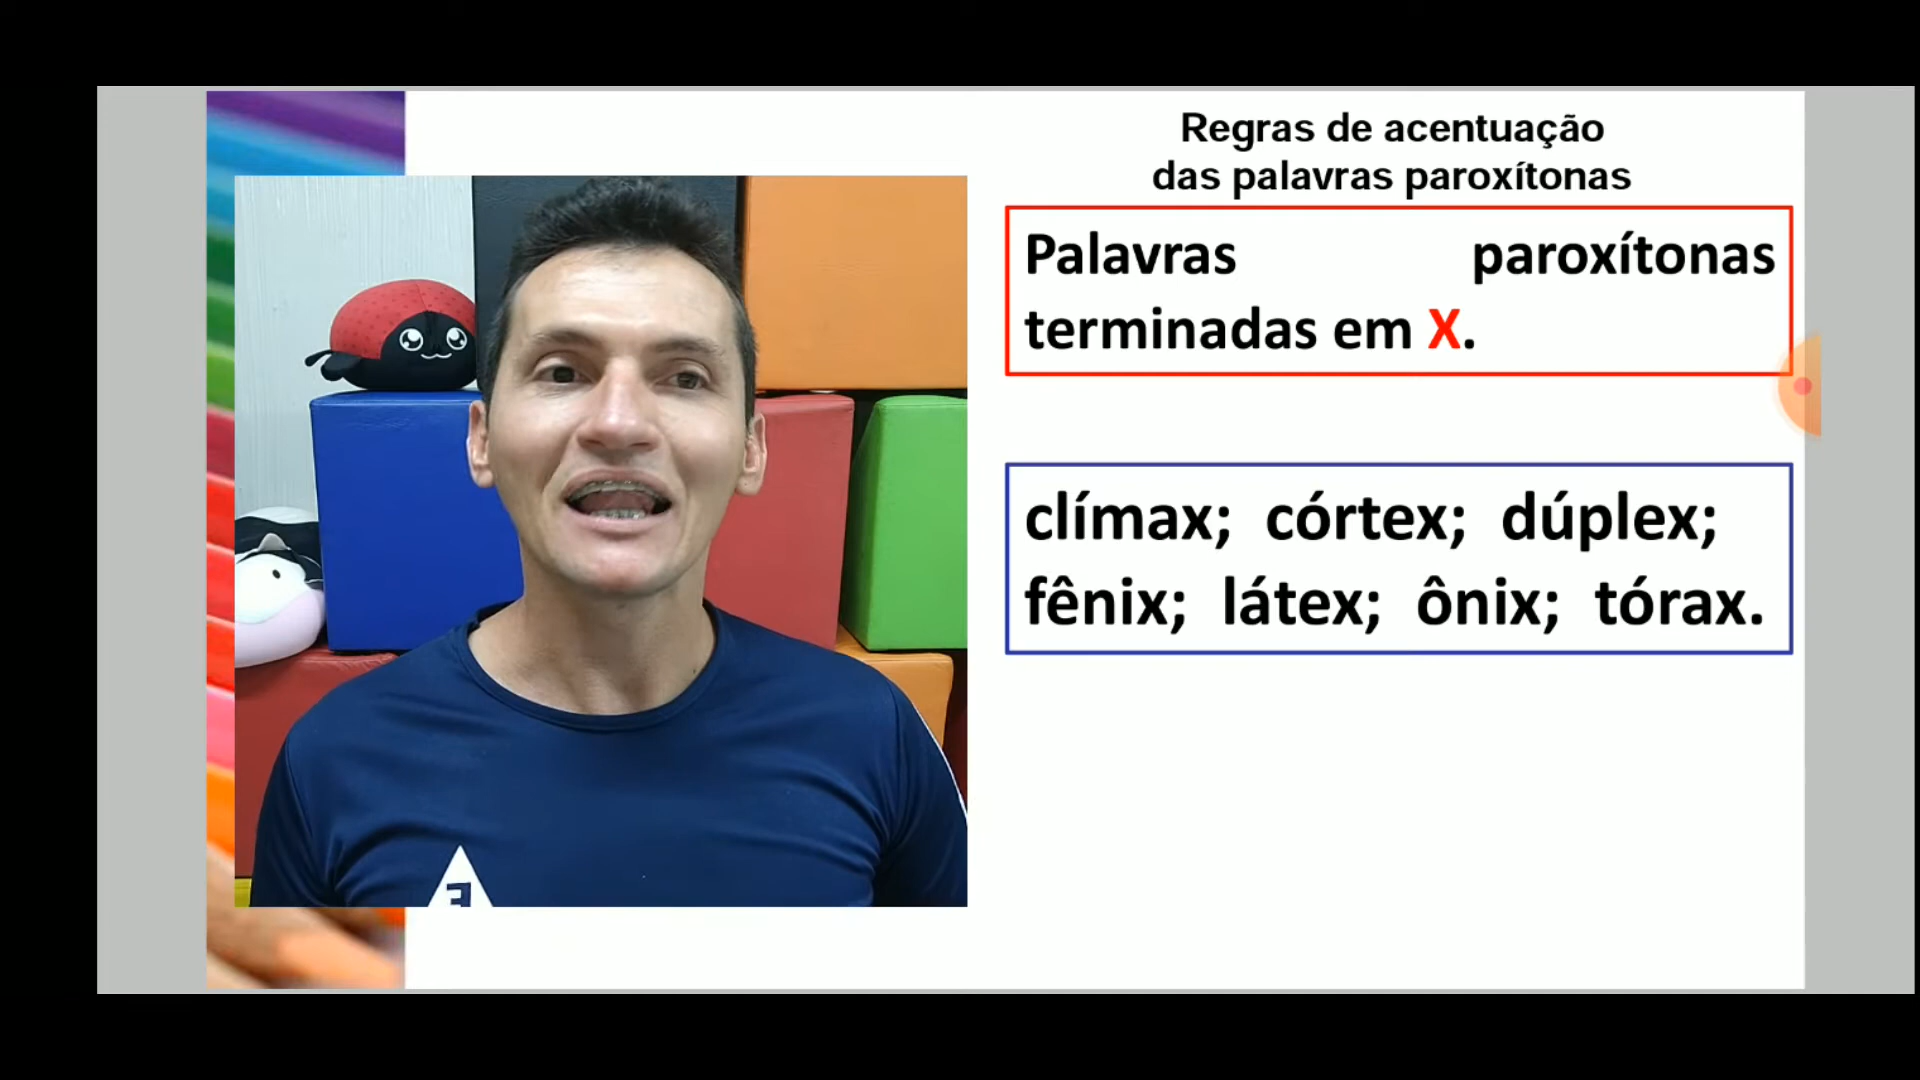 Regras de acentuação
das palavras paroxítonas
Palavras paroxítonas
terminadas em X.
clímax; córtex; dúplex;
fênix; látex; ônix; tórax.